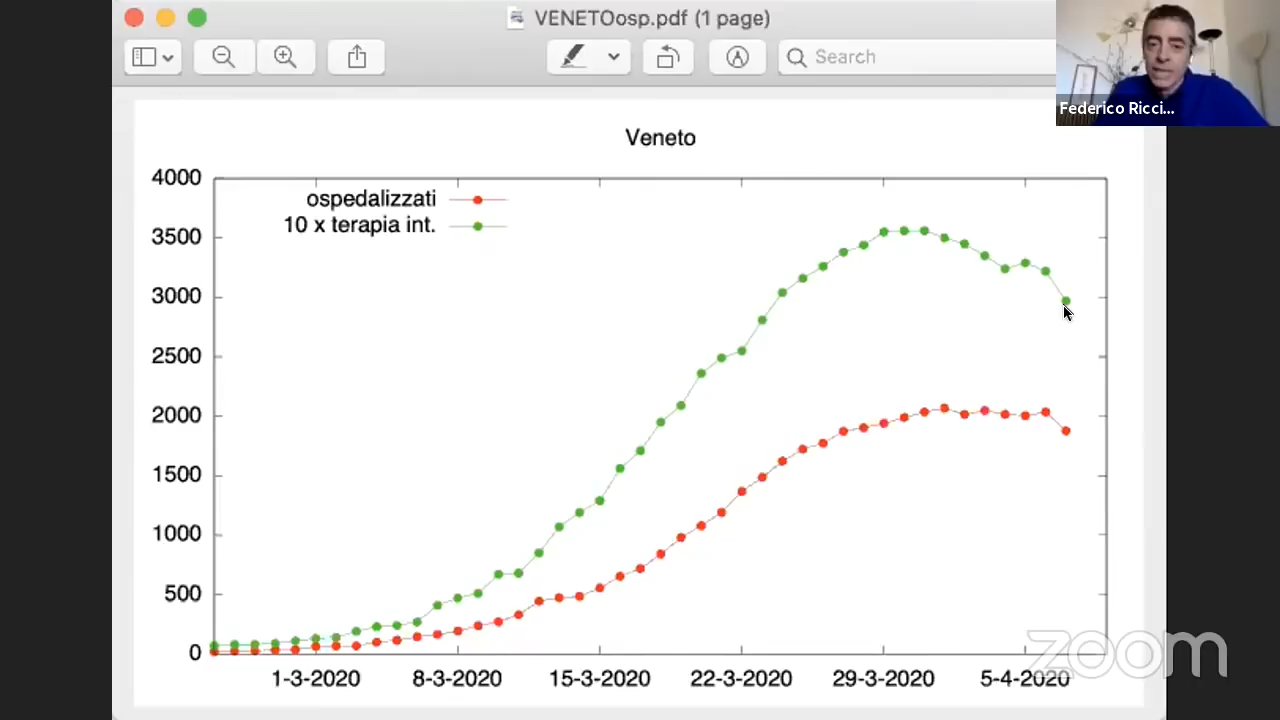 VENETOosp.pdf (1 page)
Search
Federico Ricci...
Veneto
4000
3500
3000
2500
2000
1500
1000
500
0
ospedalizzati
10 x terapia int.
1-3-2020 8-3-2020 15-3-2020 22-3-2020 29-3-2020 5-4-2020
zoom